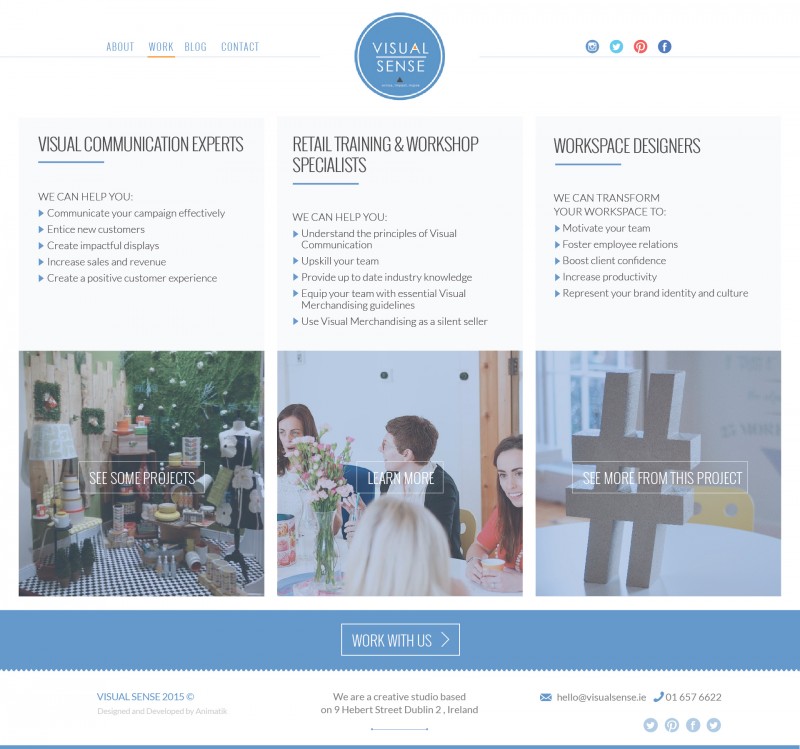 ABOUT WORK BLOG CONTACT
VISUAL
SENSE
VISUAL COMMUNICATION EXPERTS
WE CAN HELP YOU:
Communicate your campaign effectively
Entice new customers
Create impactful displays
Increase sales and revenue
Create a positive customer experience
SEE SOME PROJECTS
RETAIL TRAINING & WORKSHOP
SPECIALISTS
WE CAN HELP YOU:
Understand the principles of Visual
Communication
Upskill your team
Provide up to date industry knowledge
Equip your team with essential Visual
Merchandising guidelines
Use Visual Merchandising as a silent seller
LEARN MORE
WORKSPACE DESIGNERS
WE CAN TRANSFORM
YOUR WORKSPACE TO:
Motivate your team
Foster employee relations
Boost client confidence
Increase productivity
Represent your brand identity and culture
#
SEE MORE FROM THIS PROJECT
WORK WITH US
VISUAL SENSE 2015 ©
Designed and Developed by Animatik
We are a creative studio based
on 9 Hebert Street Dublin 2 , Ireland
hello@visualsense.ie 01 657 6622